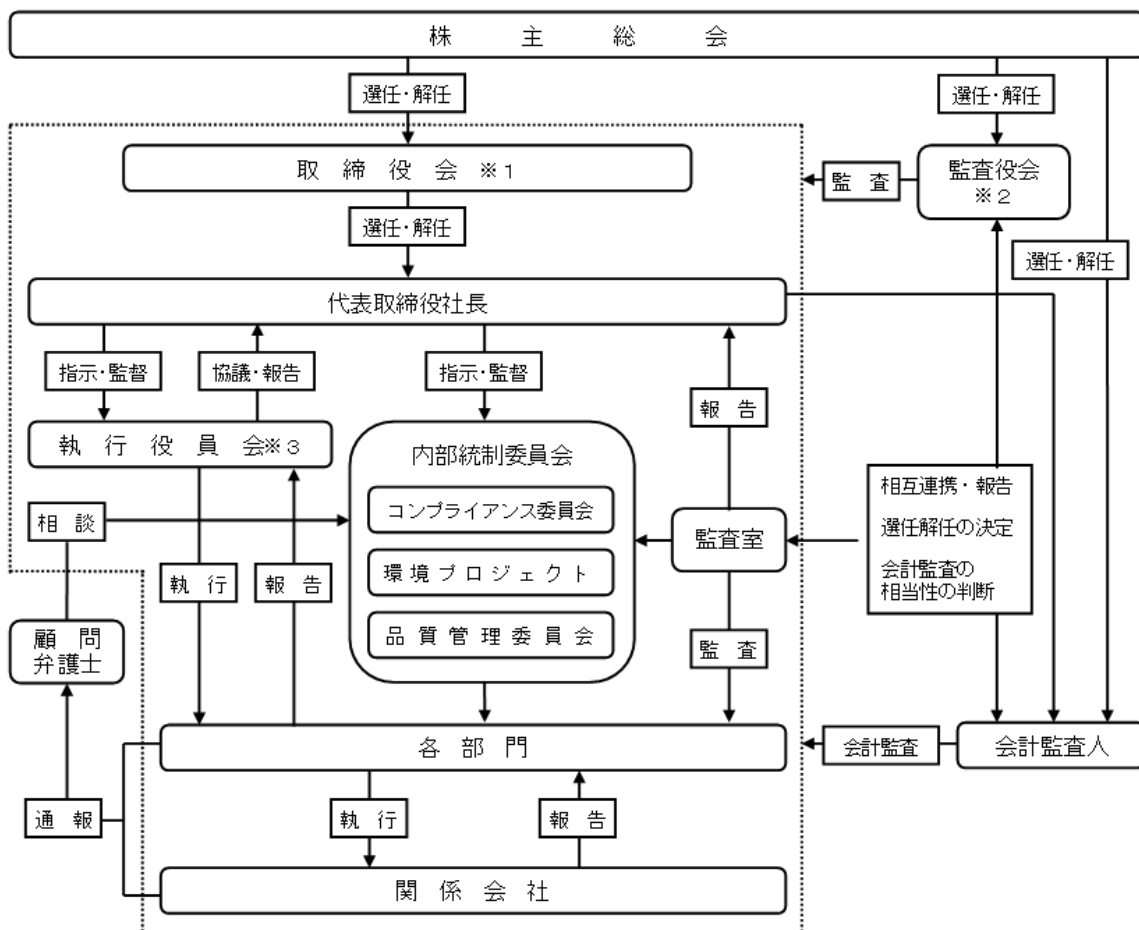 株主総会
選任・解任
選任・解任
取締役会 ※1
監査
監査役会
※2
選任・解任
選任・解任
代表取締役社長
指示・監督
協議・報告
指示・監督
報告
執行役員会※3
内部統制委員会
コンプライアンス委員会
環境プロジェクト
品質管理委員会
監査室
相互連携・報告
選任解任の決定
会計監査の
相当性の判断
相談
執行
報告
監査
顧問
弁護士
各部門
会計監査
会計監査人
通報
執行
報告
関係会社